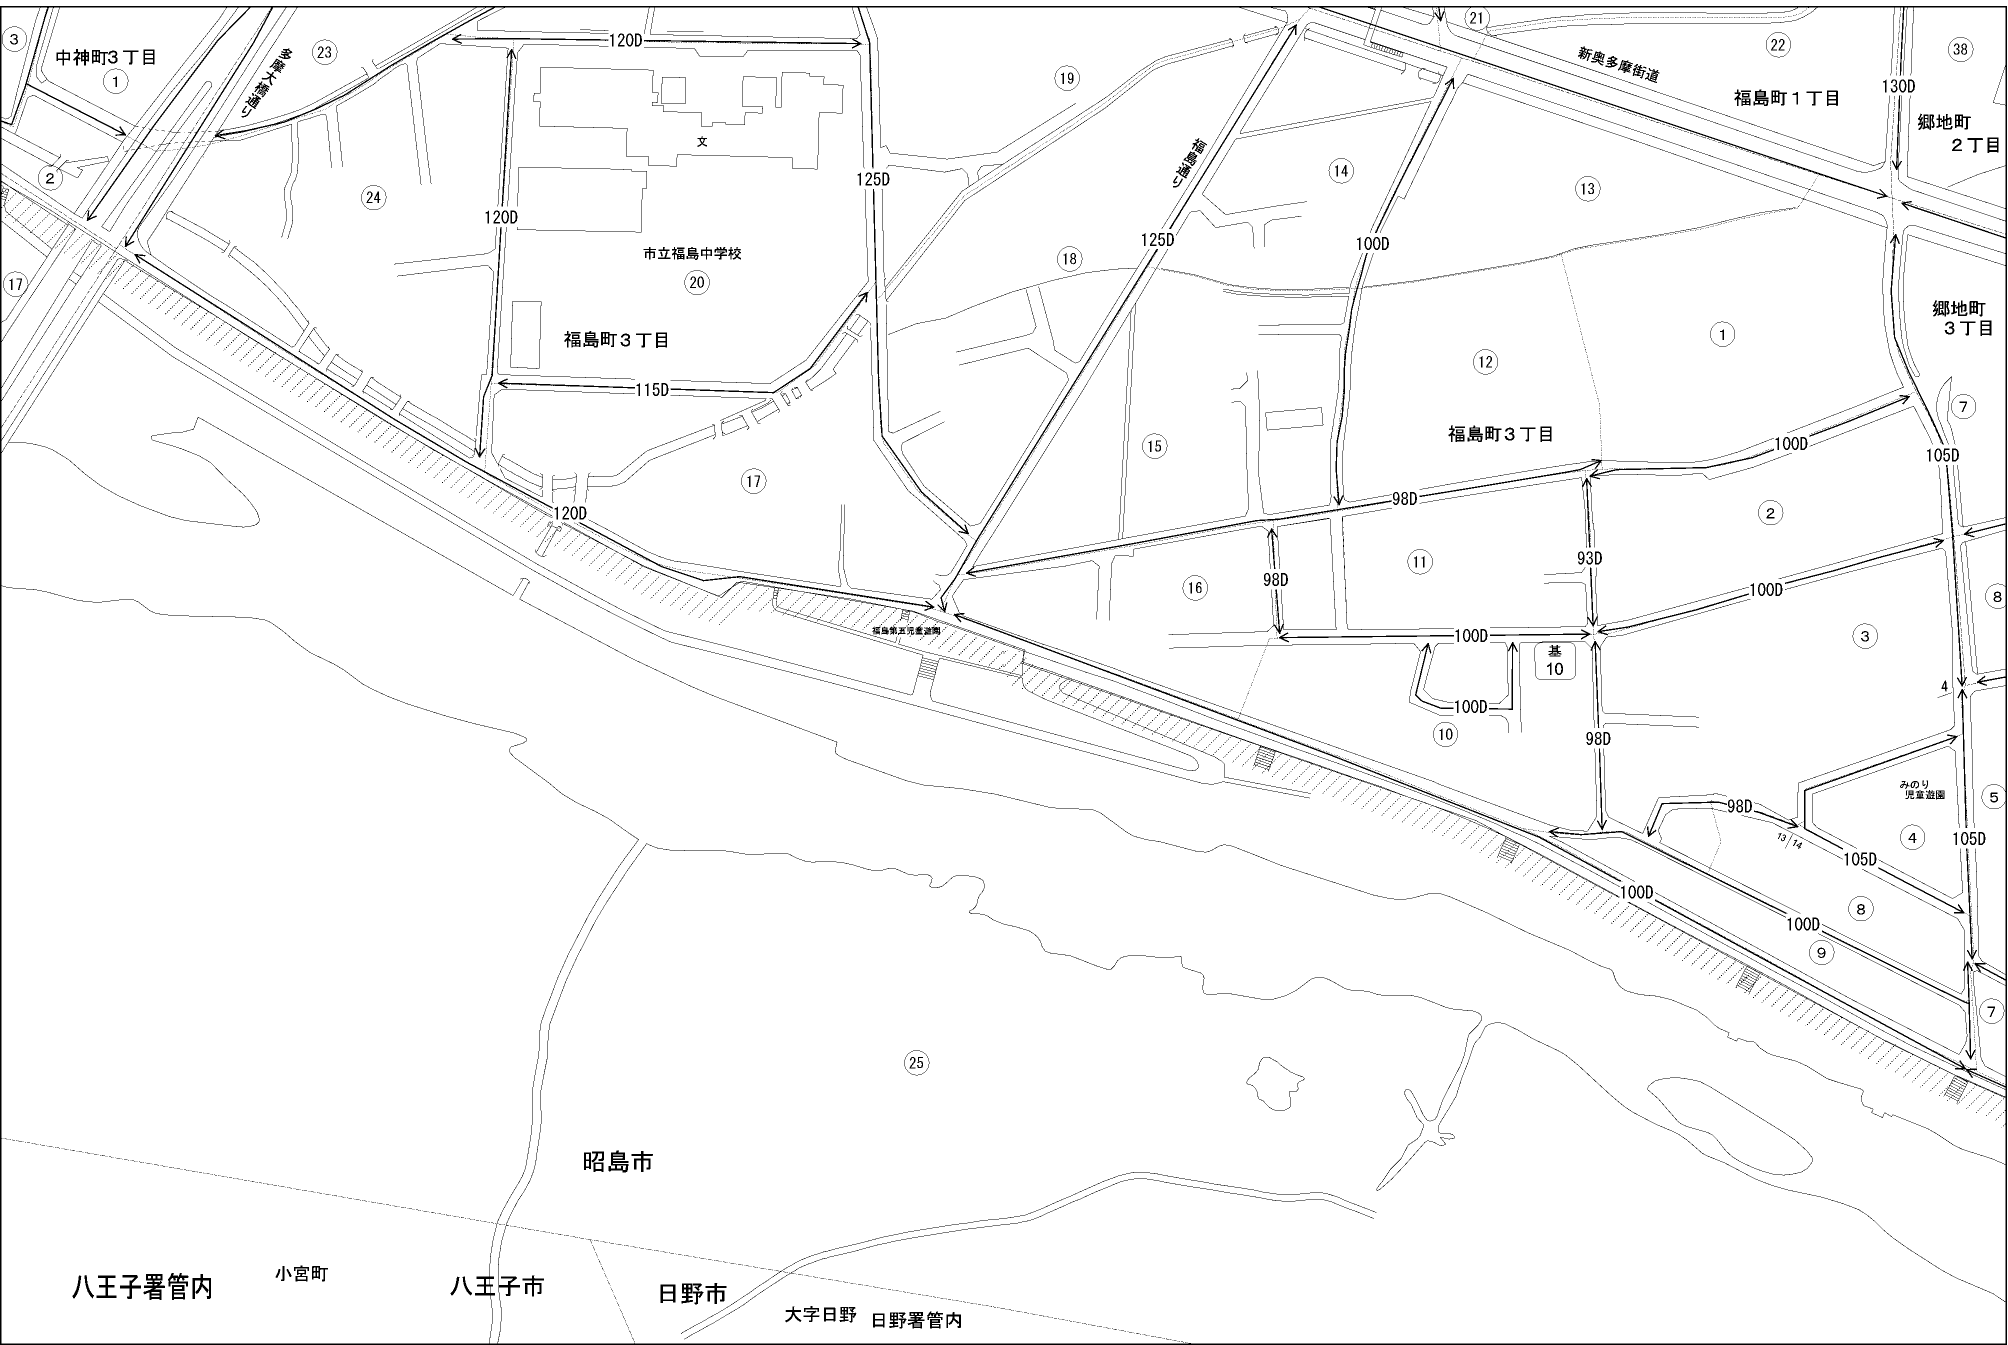 ③
中神町３丁目
①
多摩大橋通り
㉓
120D
⑲
㉑
新奥多摩街道
㉒
福島町１丁目
130D
㊳
郷地町
２丁目
②
文
福島通り
⑭
⑬
125D
㉔
120D
市立福島中学校
⑳
⑱
125D
100D
⑰
福島町３丁目
郷地町
３丁目
①
⑫
115D
⑦
福島町３丁目
⑮
100D
105D
⑰
98D
120D
②
⑪
93D
98D
⑯
100D
⑧
福島第五児童遊園
100D
基
10
③
4
100D
⑩
98D
みのり
児童遊園
⑤
98D
13
14
④
105D
105D
100D
⑧
100D
⑨
⑦
㉕
昭島市
八王子署管内
小宮町
八王子市
日野市
大字日野
日野署管内